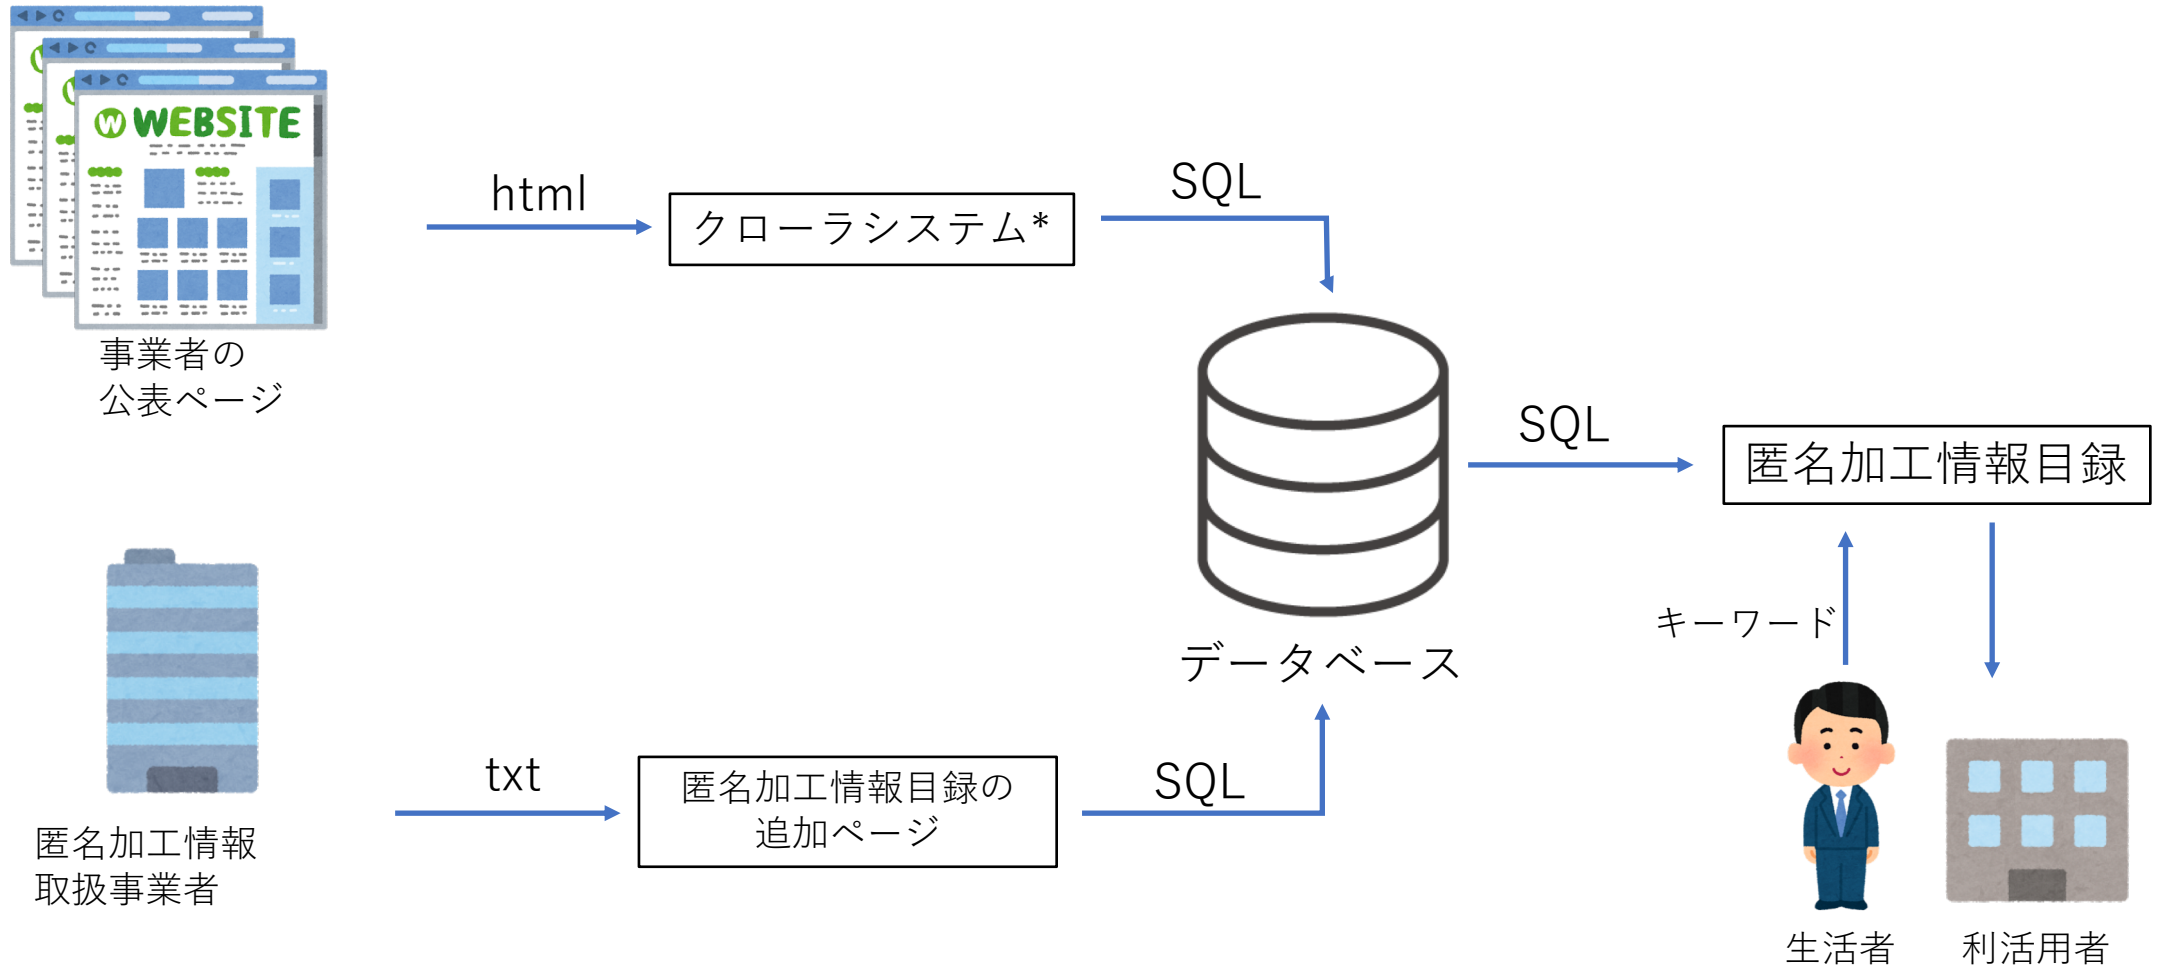 WEBSITE
事業者の
公表ページ
html
クローラシステム*
SQL
データベース
SQL
匿名加工情報目録
匿名加工情報
取扱事業者
txt
匿名加工情報目録の
追加ページ
SQL
キーワード
生活者
利活用者